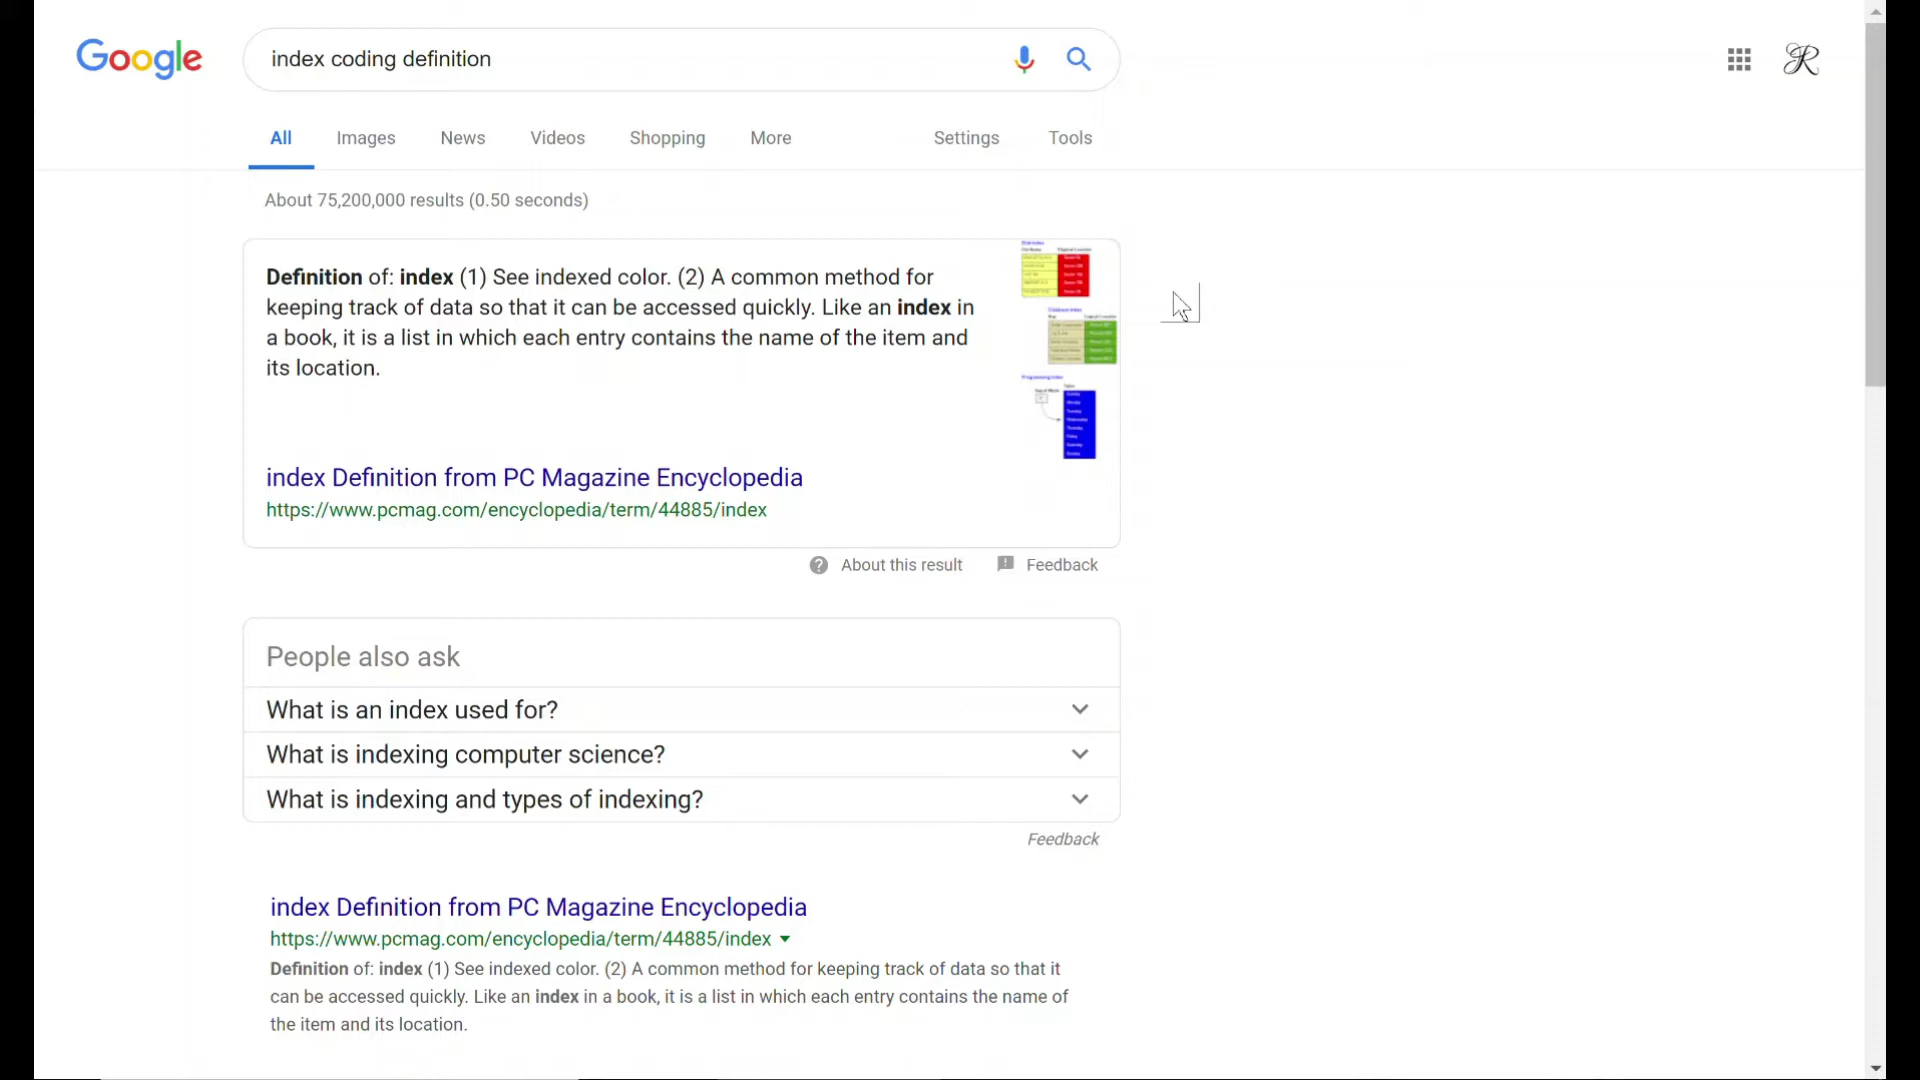 Google
index coding definition
All Images News Videos Shopping More Settings Tools
About 75,200,000 results (0.50 seconds)
Definition of: index (1) See indexed color. (2) A common method for
keeping track of data so that it can be accessed quickly. Like an index in
a book, it is a list in which each entry contains the name of the item and
its location.
index Definition from PC Magazine Encyclopedia
https://www.pcmag.com/encyclopedia/term/44885/index
About this result Feedback
People also ask
What is an index used for?
What is indexing computer science?
What is indexing and types of indexing?
Feedback
index Definition from PC Magazine Encyclopedia
https://www.pcmag.com/encyclopedia/term/44885/index
Definition of: index (1) See indexed color. (2) A common method for keeping track of data so that it
can be accessed quickly. Like an index in a book, it is a list in which each entry contains the name of
the item and its location.